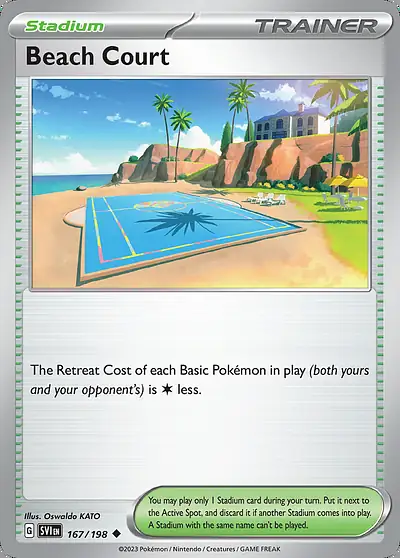 Stadium
TRAINER
Beach Court
The Retreat Cost of each Basic Pokémon in play (both yours
and your opponent's) is less.
You may play only 1 Stadium card during your turn. Put it next
to the Active Spot, and discard it if another Stadium comes into play.
A Stadium with the same name can't be played.
Illus. Oswaldo KATO
G SVI EN 167/198
©2023 Pokémon / Nintendo / Creatures / GAME FREAK